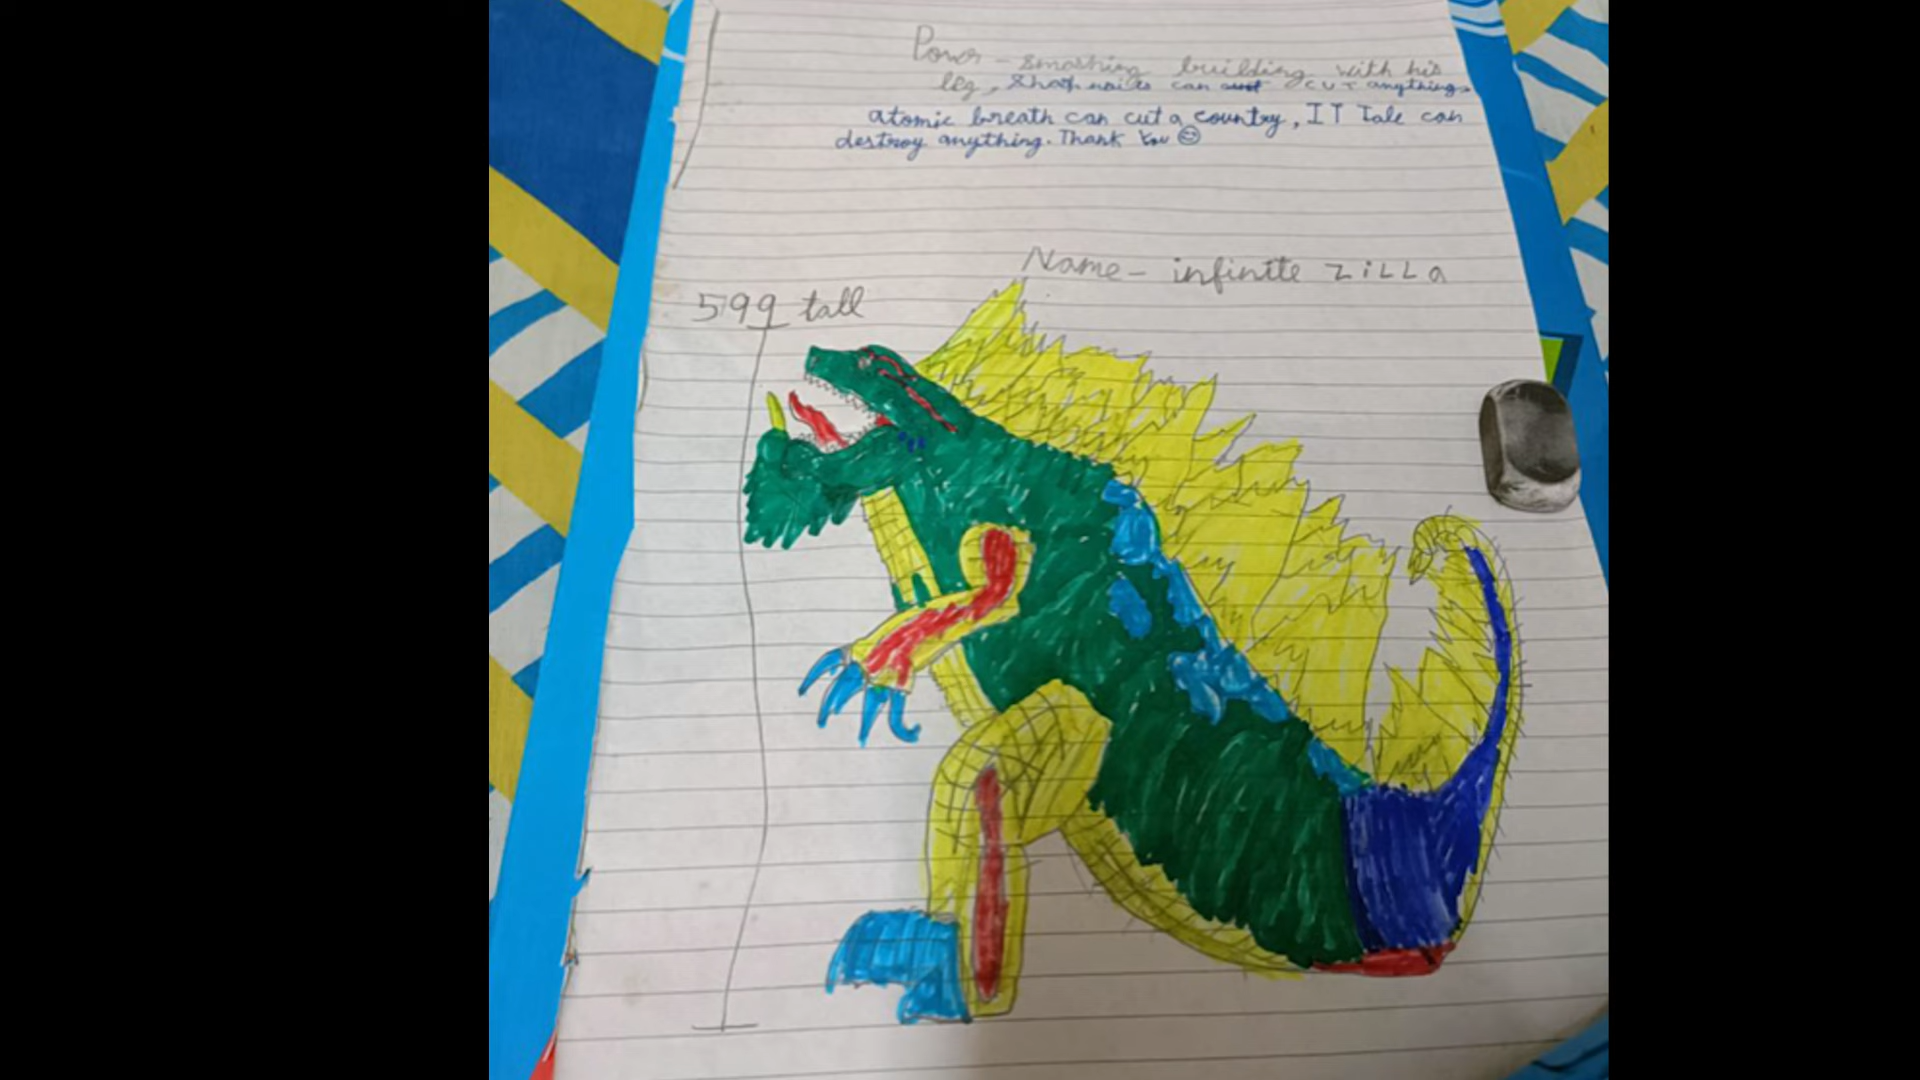 Power - smashing building with his
leg, Sharp nails can cut anything.
atomic breath can cut a country, IT Tale can
destroy anything. Thank You ☺
Name - infinite ZiLLa
599 tall